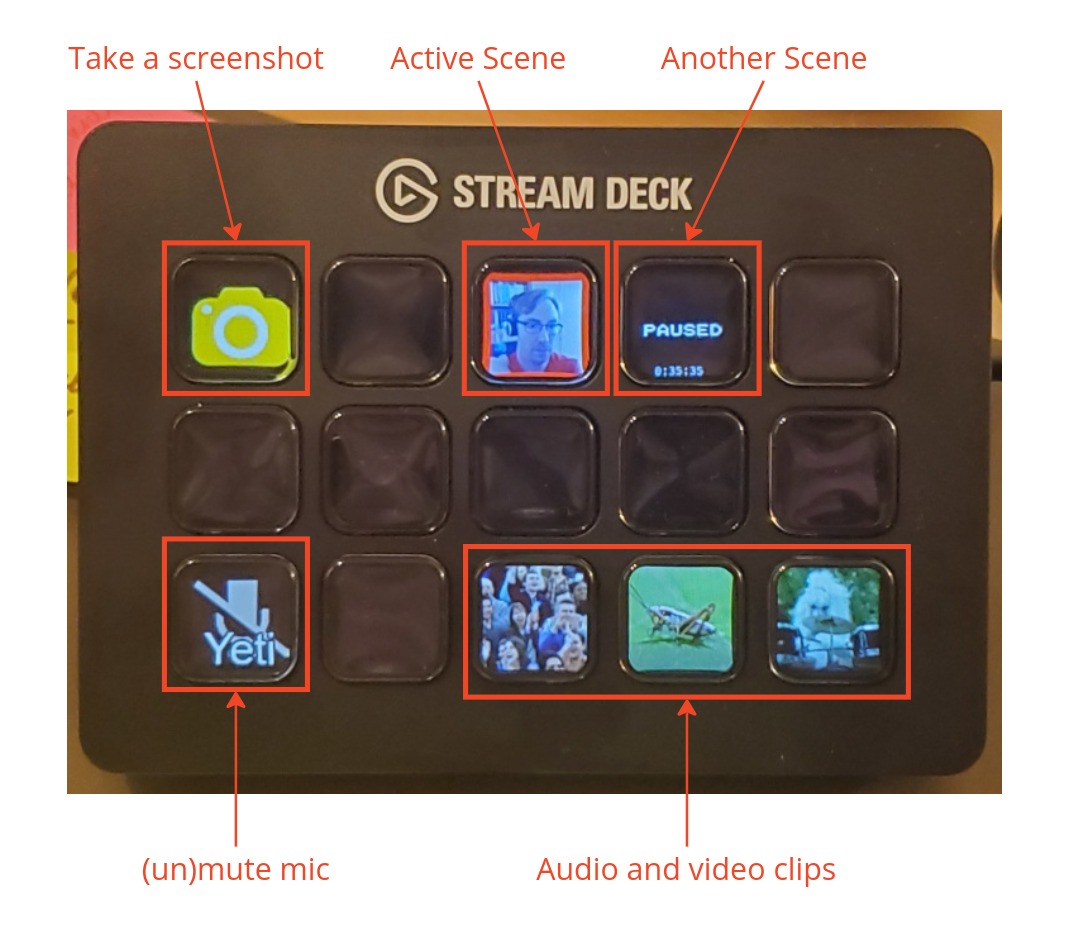 Take a screenshot
Active Scene
Another Scene
STREAM DECK
PAUSED
0:35:35
Yeti
(un)mute mic
Audio and video clips